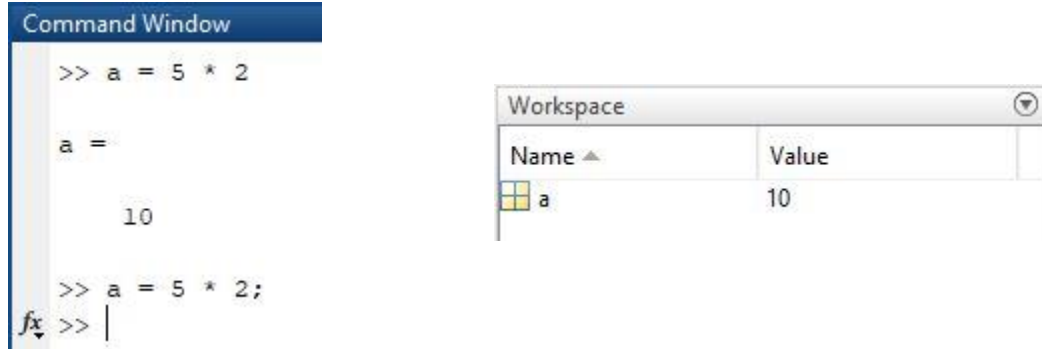 Command Window
>> a = 5 * 2
a =
10
>> a = 5 * 2;
fx >>
Workspace
Name Value
a 10